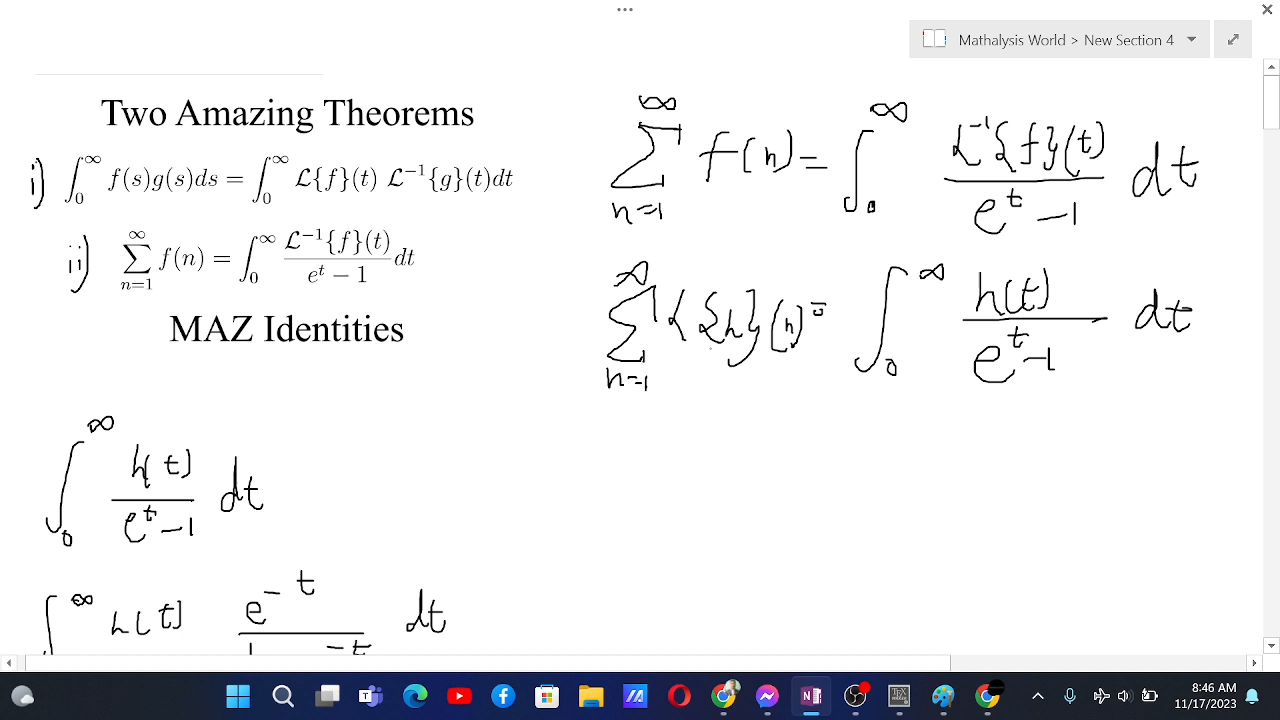 Mathalysis World > New Section 4
Two Amazing Theorems
i) ∫₀^∞ f(s)g(s)ds = ∫₀^∞ ℒ{f}(t) ℒ⁻¹{g}(t)dt
ii) ∑_{n=1}^∞ f(n) = ∫₀^∞ ℒ⁻¹{f}(t) / (e^t − 1) dt
MAZ Identities
∫₀^∞ h(t) / (e^t − 1) dt
∫₀^∞ h(t) e^{−t} / dt
∑_{n=1}^∞ f(n) = ∫₀^∞ ℒ⁻¹{f}(t) / (e^t − 1) dt
∑_{n=1}^∞ ℒ{h}(n) = ∫₀^∞ h(t) / (e^t − 1) dt
8:46 AM
11/17/2023